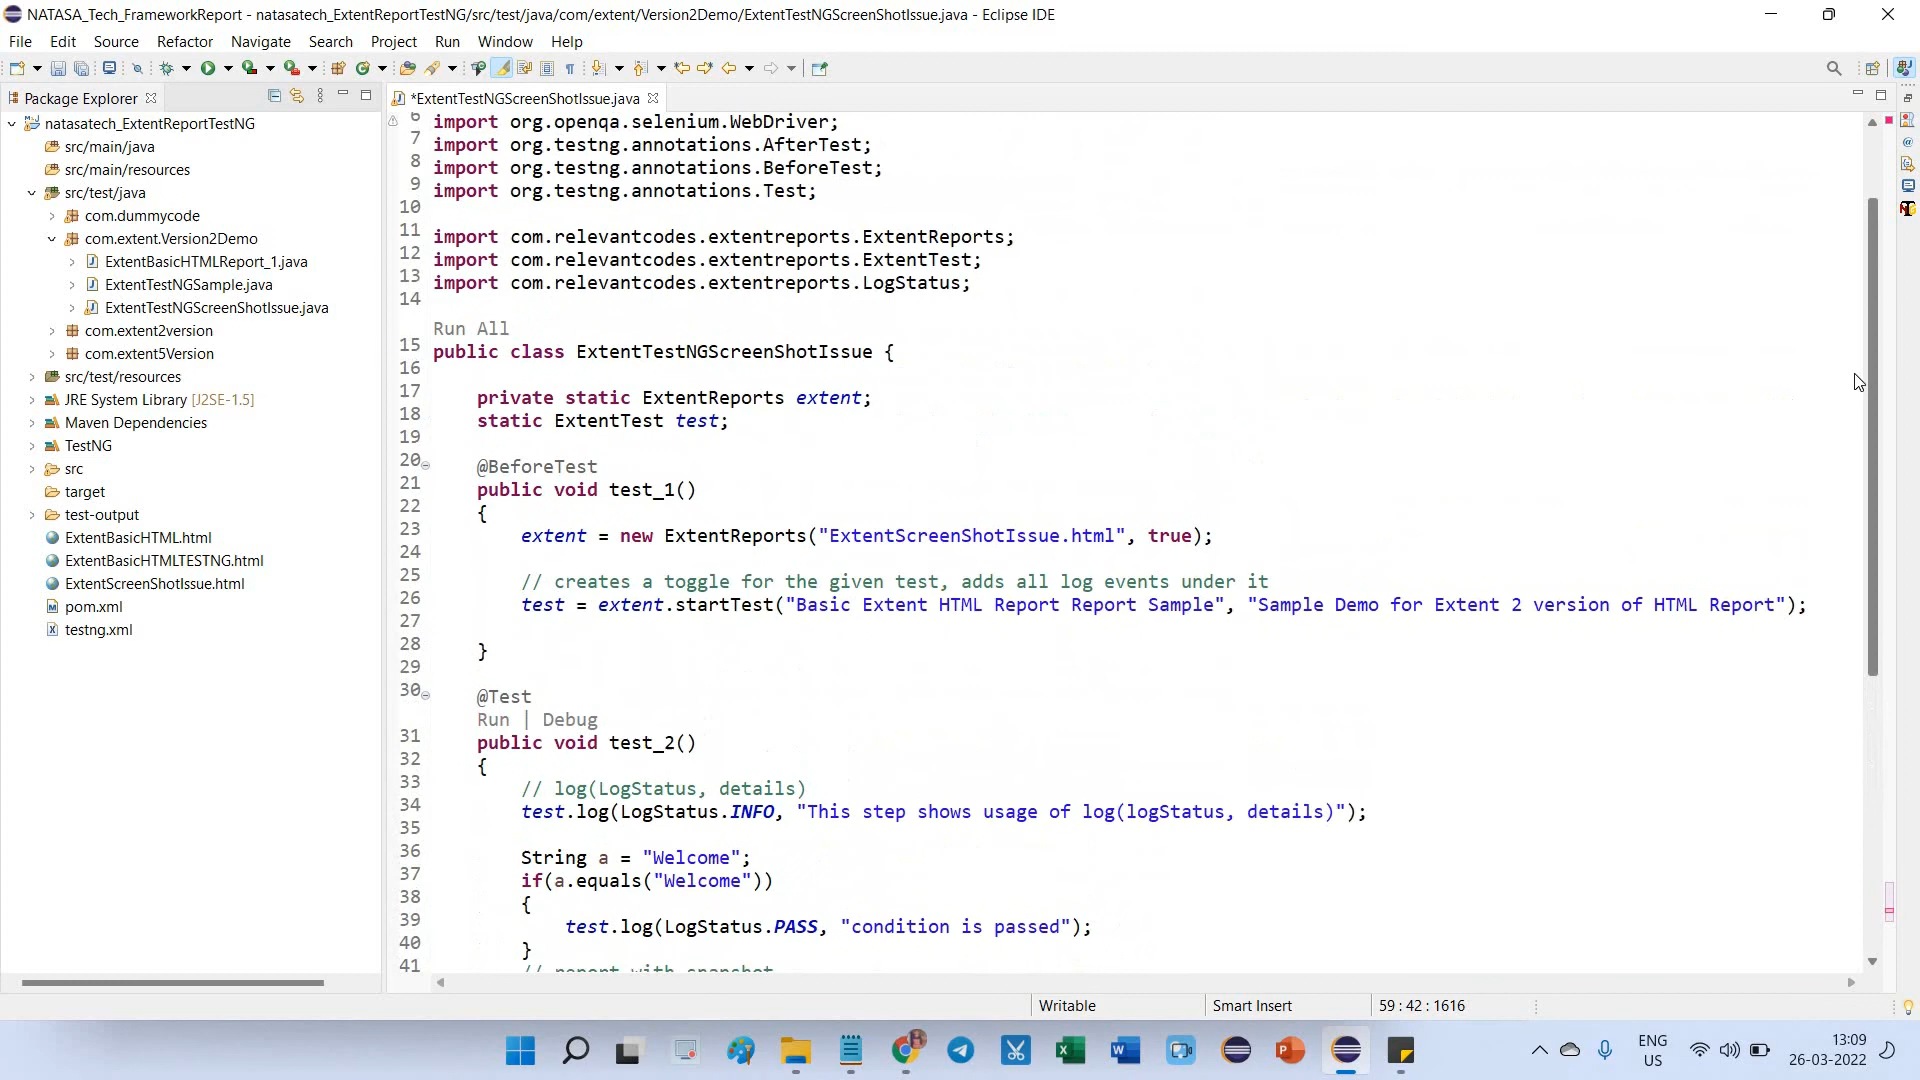 NATASA_Tech_FrameworkReport - natasatech_ExtentReportTestNG/src/test/java/com/extent/Version2Demo/ExtentTestNGScreenShotIssue.java - Eclipse IDE
File Edit Source Refactor Navigate Search Project Run Window Help
Package Explorer
natasatech_ExtentReportTestNG
src/main/java
src/main/resources
src/test/java
com.dummycode
com.extent.Version2Demo
ExtentBasicHTMLReport_1.java
ExtentTestNGSample.java
ExtentTestNGScreenShotIssue.java
com.extent2version
com.extent5Version
src/test/resources
JRE System Library [J2SE-1.5]
Maven Dependencies
TestNG
src
target
test-output
ExtentBasicHTML.html
ExtentBasicHTMLTESTNG.html
ExtentScreenShotIssue.html
pom.xml
testng.xml
*ExtentTestNGScreenShotIssue.java
6 import org.openqa.selenium.WebDriver;
7 import org.testng.annotations.AfterTest;
8 import org.testng.annotations.BeforeTest;
9 import org.testng.annotations.Test;
10
11 import com.relevantcodes.extentreports.ExtentReports;
12 import com.relevantcodes.extentreports.ExtentTest;
13 import com.relevantcodes.extentreports.LogStatus;
14
Run All
15 public class ExtentTestNGScreenShotIssue {
16
17 private static ExtentReports extent;
18 static ExtentTest test;
19
20 @BeforeTest
21 public void test_1()
22 {
23 extent = new ExtentReports("ExtentScreenShotIssue.html", true);
24
25 // creates a toggle for the given test, adds all log events under it
26 test = extent.startTest("Basic Extent HTML Report Report Sample", "Sample Demo for Extent 2 version of HTML Report");
27
28 }
29
30 @Test
Run | Debug
31 public void test_2()
32 {
33 // log(LogStatus, details)
34 test.log(LogStatus.INFO, "This step shows usage of log(logStatus, details)");
35
36 String a = "Welcome";
37 if(a.equals("Welcome"))
38 {
39 test.log(LogStatus.PASS, "condition is passed");
40 }
41 // report with snapshot
Writable Smart Insert 59 : 42 : 1616
ENG
US
13:09
26-03-2022